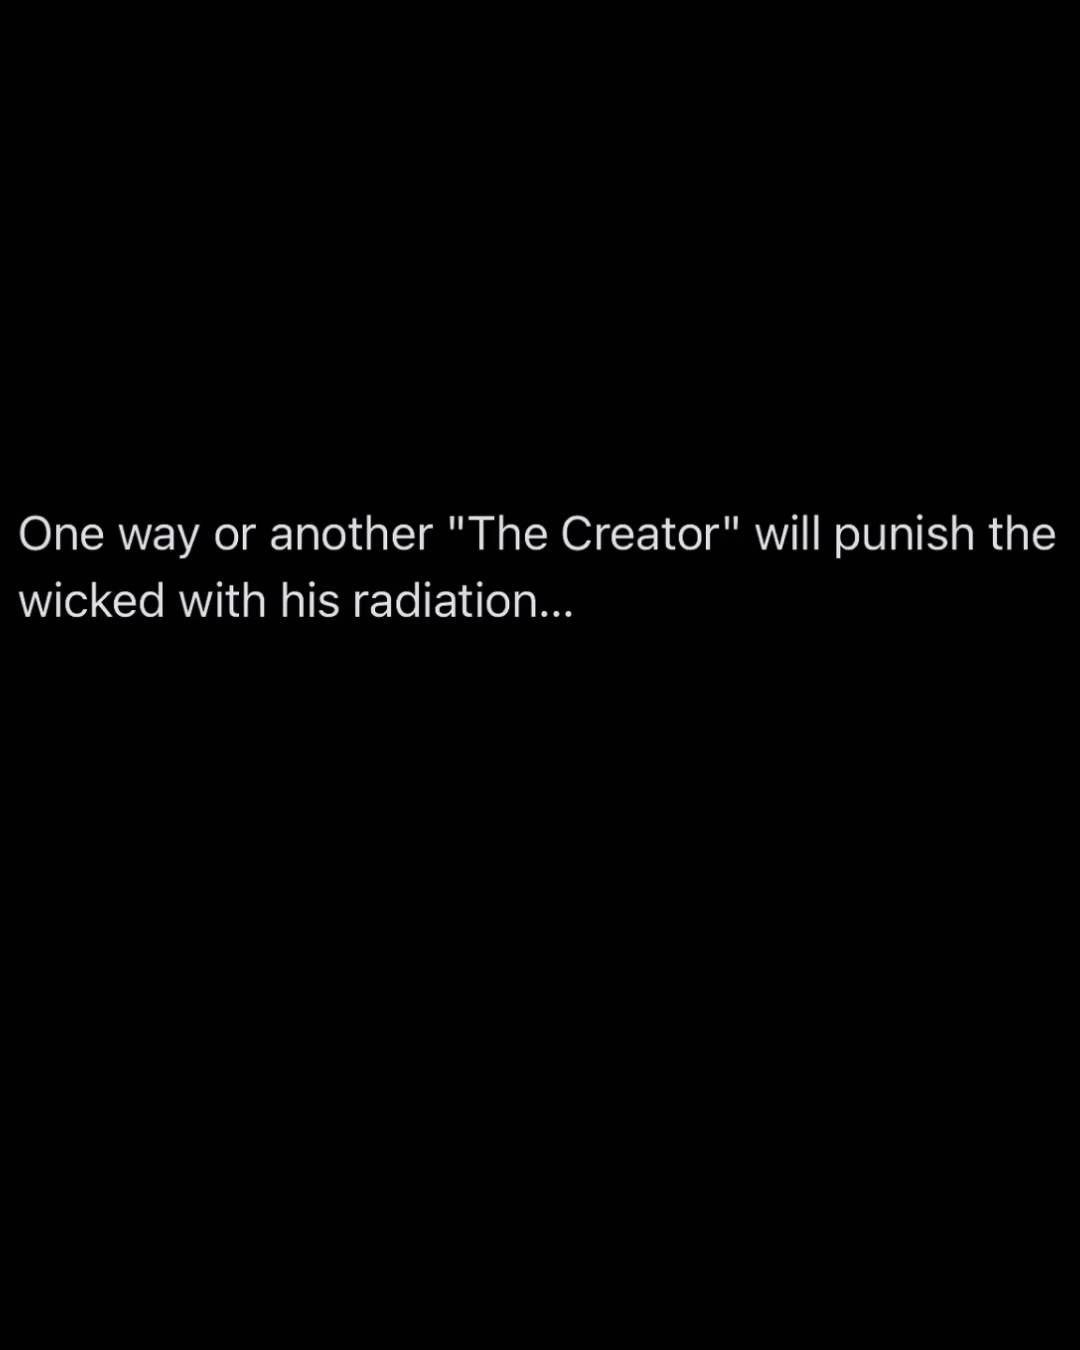 One way or another "The Creator" will punish the
wicked with his radiation...